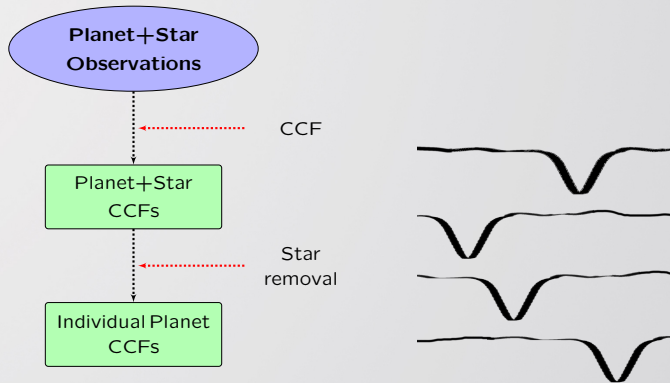 Planet+Star
Observations
CCF
Planet+Star
CCFs
Star
removal
Individual Planet
CCFs